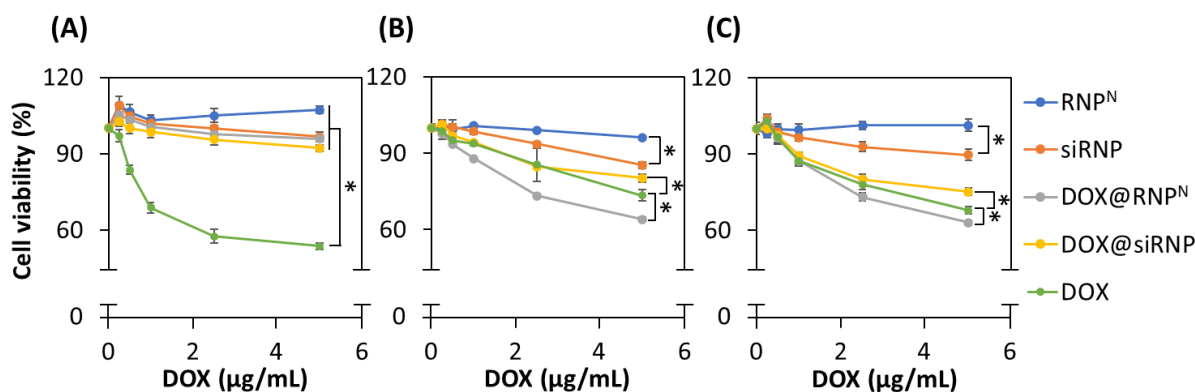 (A) (B) (C)
Cell viability (%)
120 120 120
90 90 90
60 60 60
0 0 0
0 2 4 6 0 2 4 6 0 2 4 6
DOX (µg/mL) DOX (µg/mL) DOX (µg/mL)
* * * * * * *
RNPᴺ
siRNP
DOX@RNPᴺ
DOX@siRNP
DOX